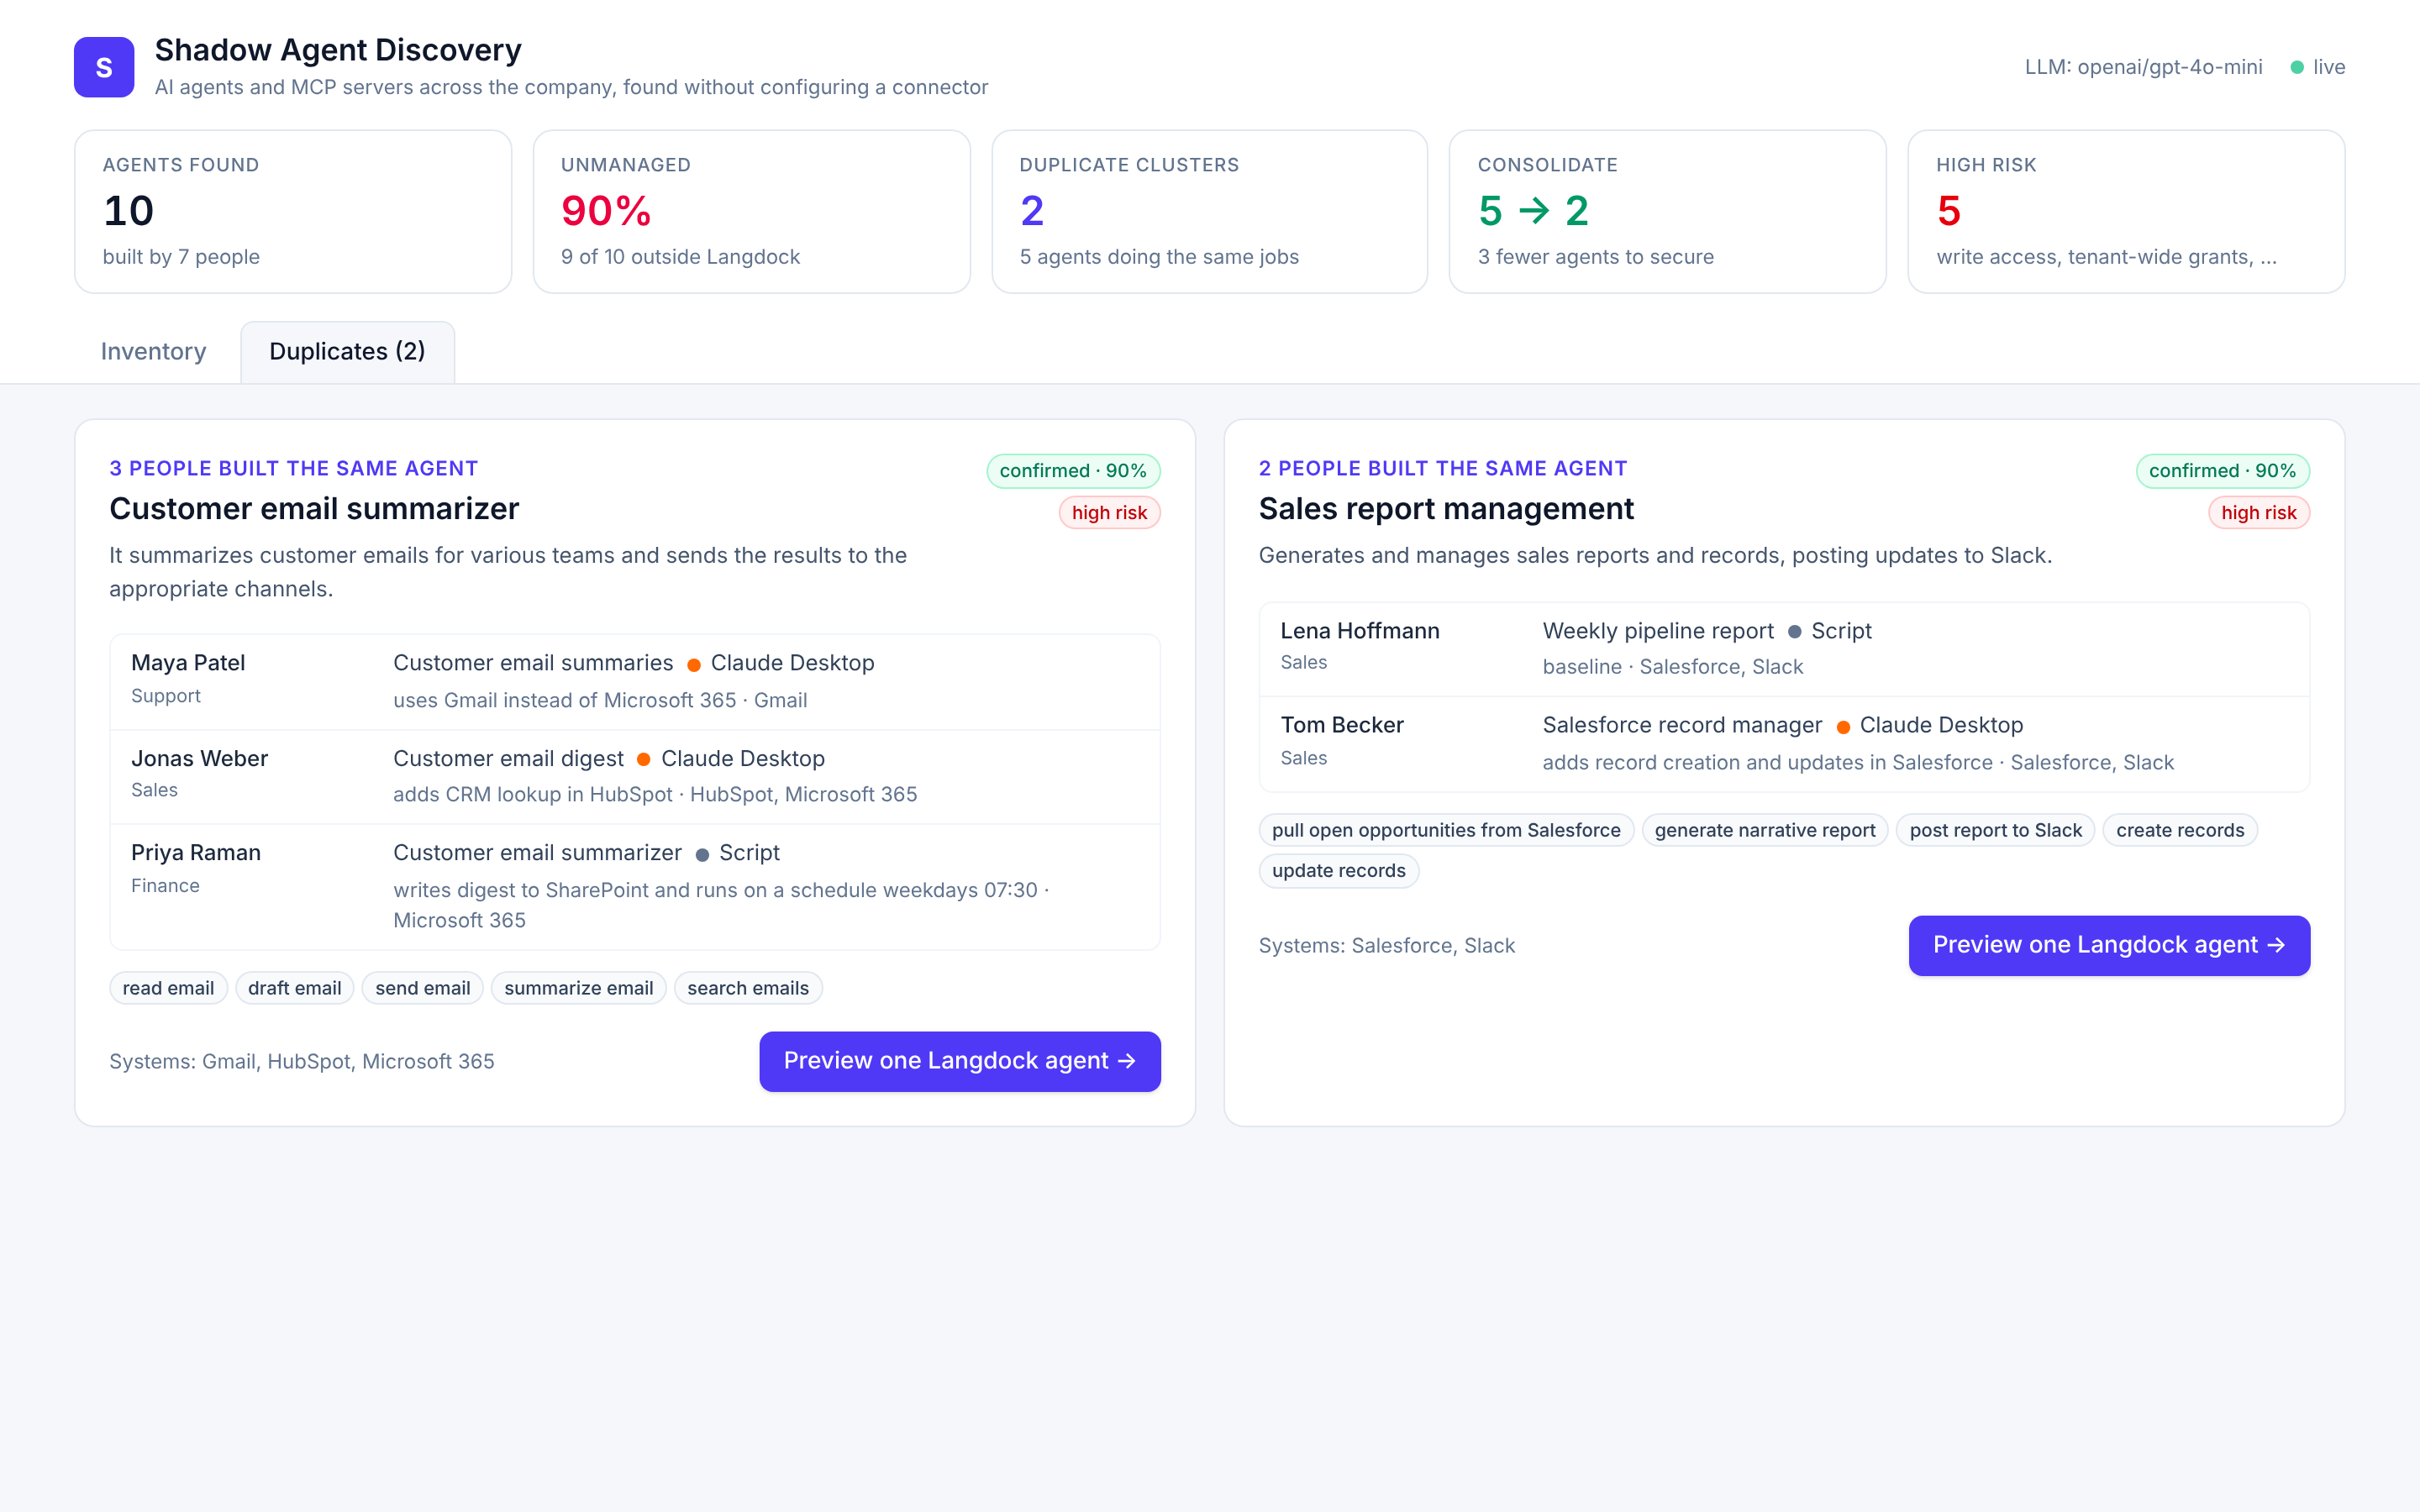 S
Shadow Agent Discovery
AI agents and MCP servers across the company, found without configuring a connector
LLM: openai/gpt-4o-mini
live
AGENTS FOUND
10
built by 7 people
UNMANAGED
90%
9 of 10 outside Langdock
DUPLICATE CLUSTERS
2
5 agents doing the same jobs
CONSOLIDATE
5 → 2
3 fewer agents to secure
HIGH RISK
5
write access, tenant-wide grants, ...
Inventory
Duplicates (2)
3 PEOPLE BUILT THE SAME AGENT
confirmed · 90%
Customer email summarizer
high risk
It summarizes customer emails for various teams and sends the results to the
appropriate channels.
Maya Patel
Support
Customer email summaries
Claude Desktop
uses Gmail instead of Microsoft 365 · Gmail
Jonas Weber
Sales
Customer email digest
Claude Desktop
adds CRM lookup in HubSpot · HubSpot, Microsoft 365
Priya Raman
Finance
Customer email summarizer
Script
writes digest to SharePoint and runs on a schedule weekdays 07:30 ·
Microsoft 365
read email
draft email
send email
summarize email
search emails
Systems: Gmail, HubSpot, Microsoft 365
Preview one Langdock agent →
2 PEOPLE BUILT THE SAME AGENT
confirmed · 90%
Sales report management
high risk
Generates and manages sales reports and records, posting updates to Slack.
Lena Hoffmann
Sales
Weekly pipeline report
Script
baseline · Salesforce, Slack
Tom Becker
Sales
Salesforce record manager
Claude Desktop
adds record creation and updates in Salesforce · Salesforce, Slack
pull open opportunities from Salesforce
generate narrative report
post report to Slack
create records
update records
Systems: Salesforce, Slack
Preview one Langdock agent →